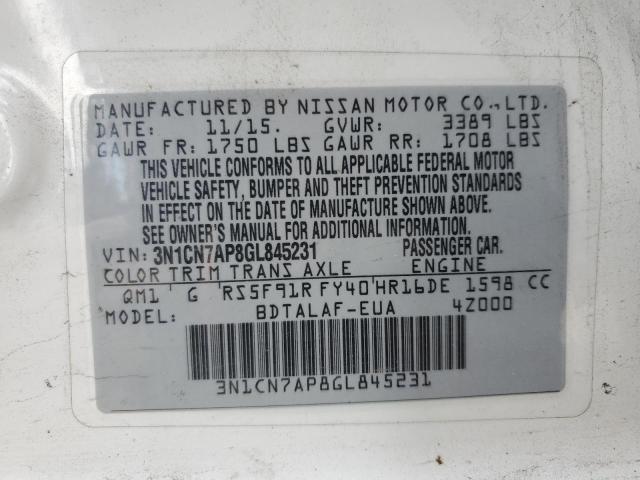 MANUFACTURED BY NISSAN MOTOR CO., LTD.
DATE: 11/15. GVWR: 3389 LBS
GAWR FR: 1750 LBS GAWR RR: 1708 LBS
THIS VEHICLE CONFORMS TO ALL APPLICABLE FEDERAL MOTOR
VEHICLE SAFETY, BUMPER AND THEFT PREVENTION STANDARDS
IN EFFECT ON THE DATE OF MANUFACTURE SHOWN ABOVE.
SEE OWNER'S MANUAL FOR ADDITIONAL INFORMATION.
VIN: 3N1CN7AP8GL845231 PASSENGER CAR.
COLOR TRIM TRANS AXLE ENGINE
QM1 G RS5F91R FY40 HR16DE 1598 CC
MODEL: BDTALAF-EUA 4Z000
3N1CN7AP8GL845231